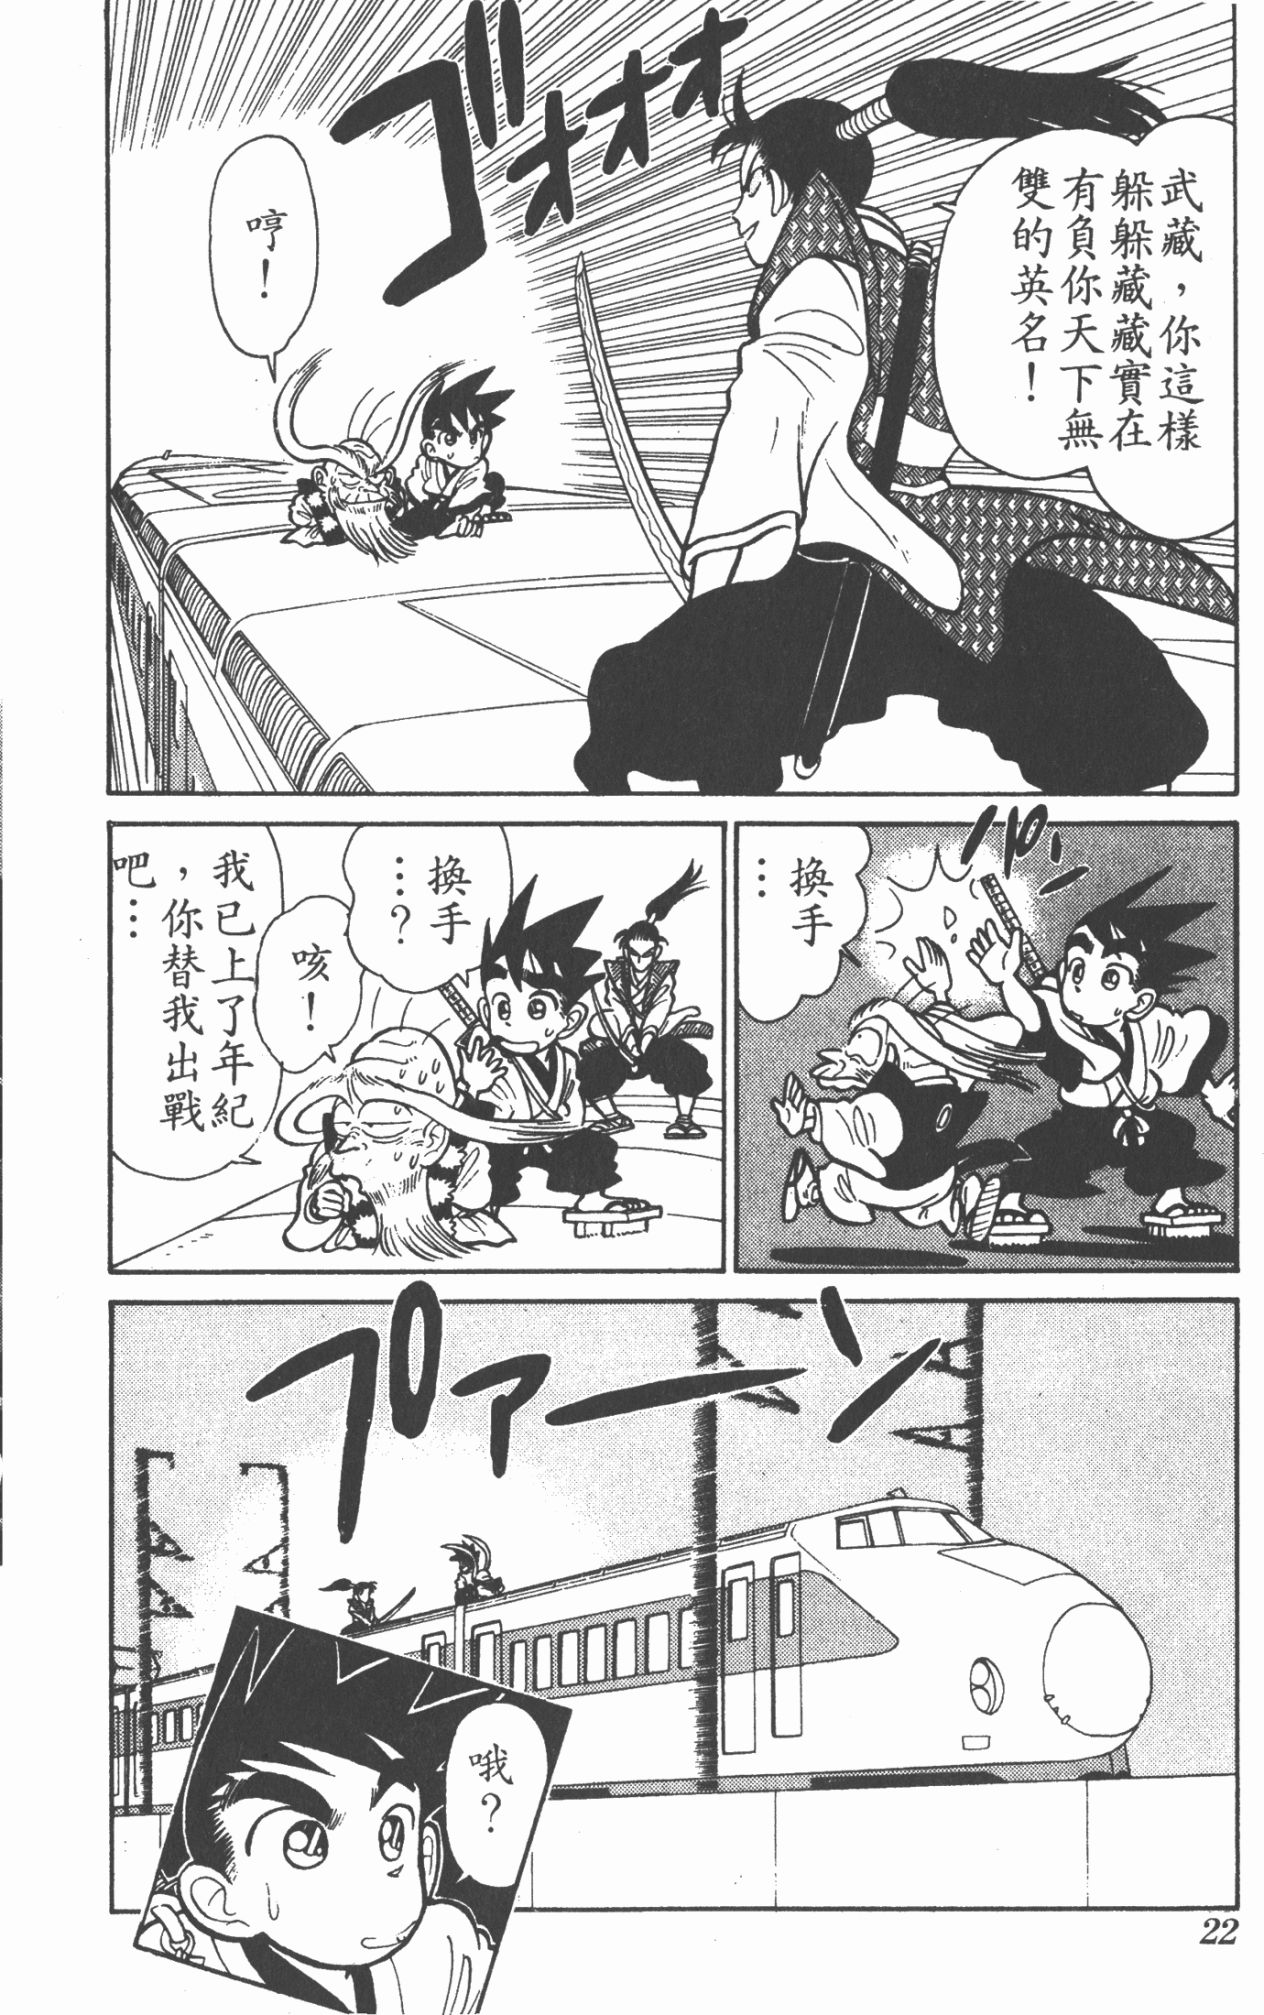 武藏，你這樣
躲躲藏藏實在
有負你天下無
雙的英名！
ゴオオオ
哼！
パン
換手
…
換手
…？
咳！
我已上了年紀
，你替我出戰
吧……
プァーン
哦？
22